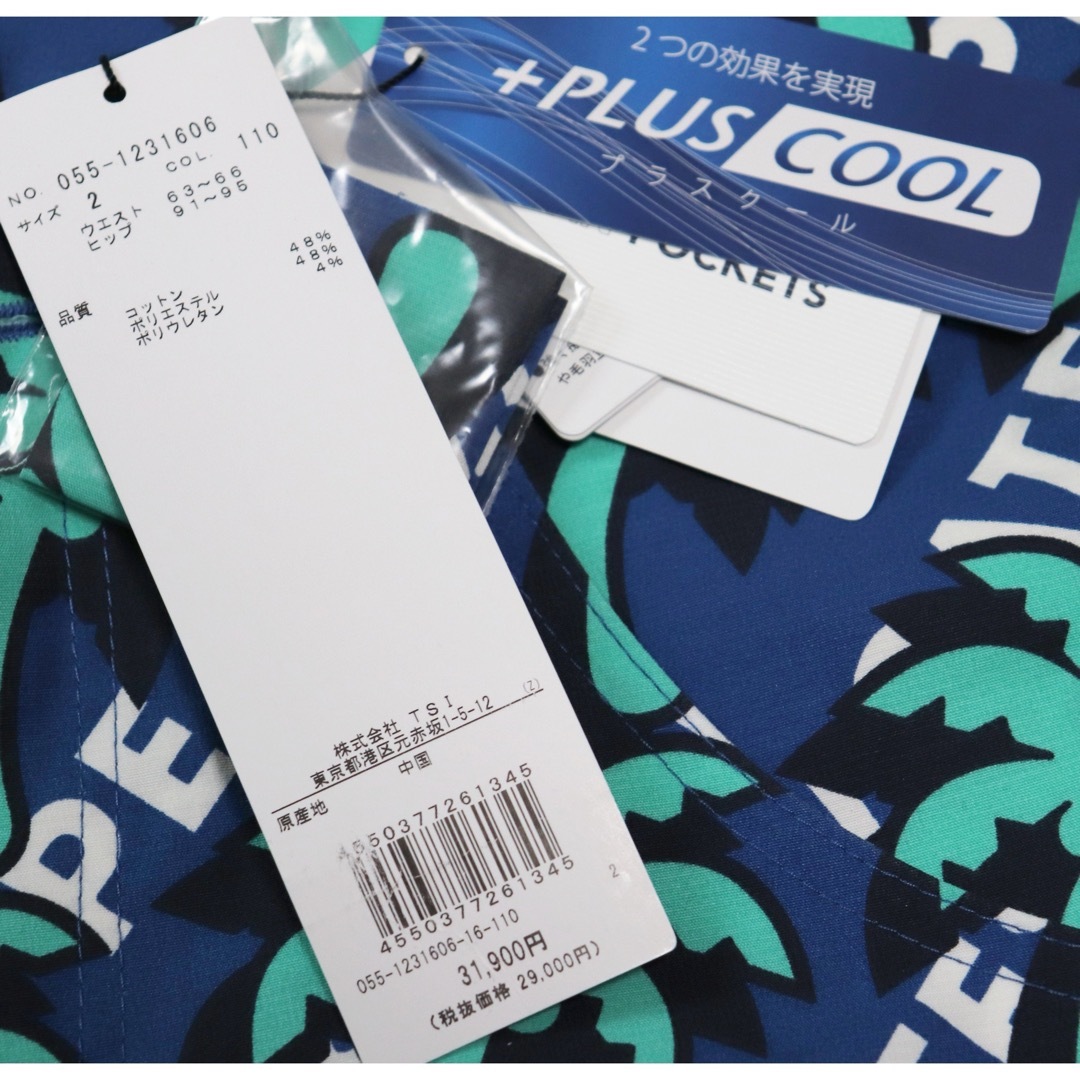 NO. 055-1231606
サイズ 2 COL. 110
ウエスト 63～66
ヒップ 91～95
品質 コットン 48%
ポリエステル 48%
ポリウレタン 4%
株式会社 TSI
東京都港区元赤坂1-5-12 (Z)
原産地 中国
4550377261345
4550377261345
055-1231606-16-110
2
31,900円
(税抜価格 29,000円)
2つの効果を実現
+PLUS COOL
プラスクール
POCKETS
や毛羽
PE